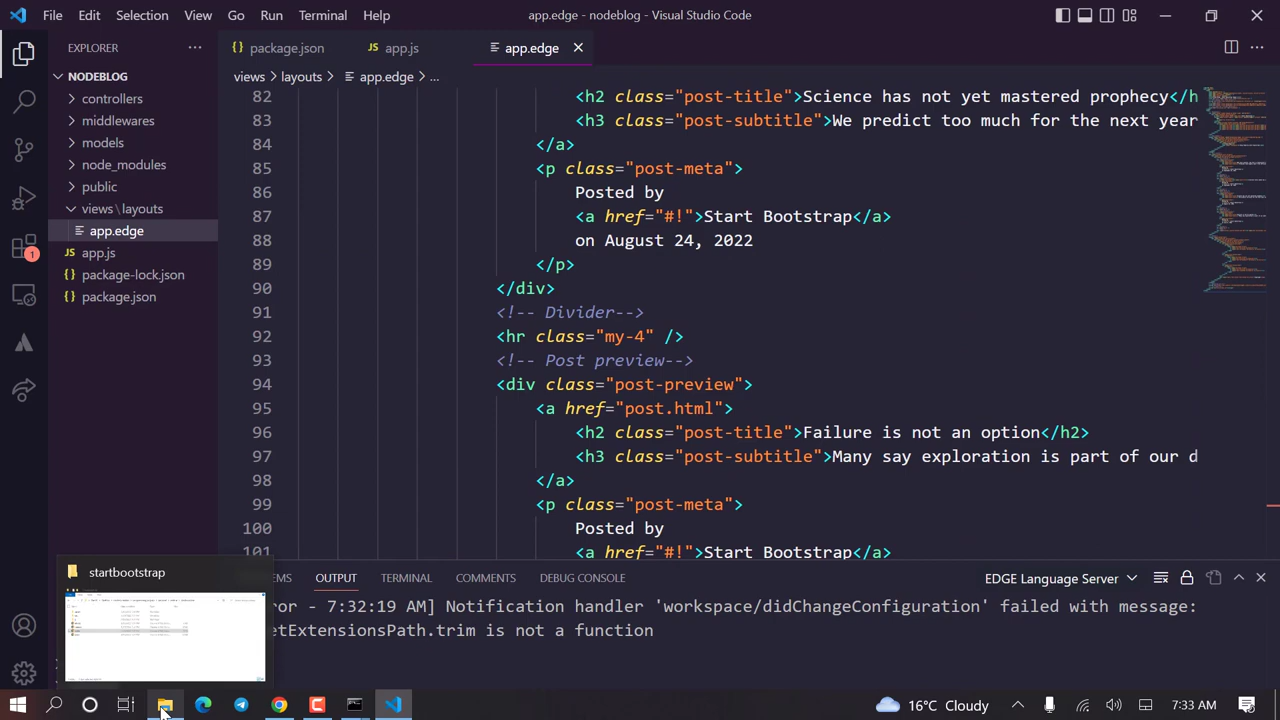 File Edit Selection View Go Run Terminal Help app.edge - nodeblog - Visual Studio Code
EXPLORER
package.json app.js app.edge
NODEBLOG
views layouts app.edge ...
controllers
middlewares
models
node_modules
public
views\layouts
app.edge
app.js
package-lock.json
package.json
82 <h2 class="post-title">Science has not yet mastered prophecy</h
83 <h3 class="post-subtitle">We predict too much for the next year
84 </a>
85 <p class="post-meta">
86 Posted by
87 <a href="#!">Start Bootstrap</a>
88 on August 24, 2022
89 </p>
90 </div>
91 <!-- Divider-->
92 <hr class="my-4" />
93 <!-- Post preview-->
94 <div class="post-preview">
95 <a href="post.html">
96 <h2 class="post-title">Failure is not an option</h2>
97 <h3 class="post-subtitle">Many say exploration is part of our d
98 </a>
99 <p class="post-meta">
100 Posted by
101 <a href="#!">Start Bootstrap</a>
startbootstrap
EMS OUTPUT TERMINAL COMMENTS DEBUG CONSOLE EDGE Language Server
ror - 7:32:19 AM] Notification handler 'workspace/didChangeConfiguration' failed with message:
.trim is not a function
1
16°C Cloudy 7:33 AM